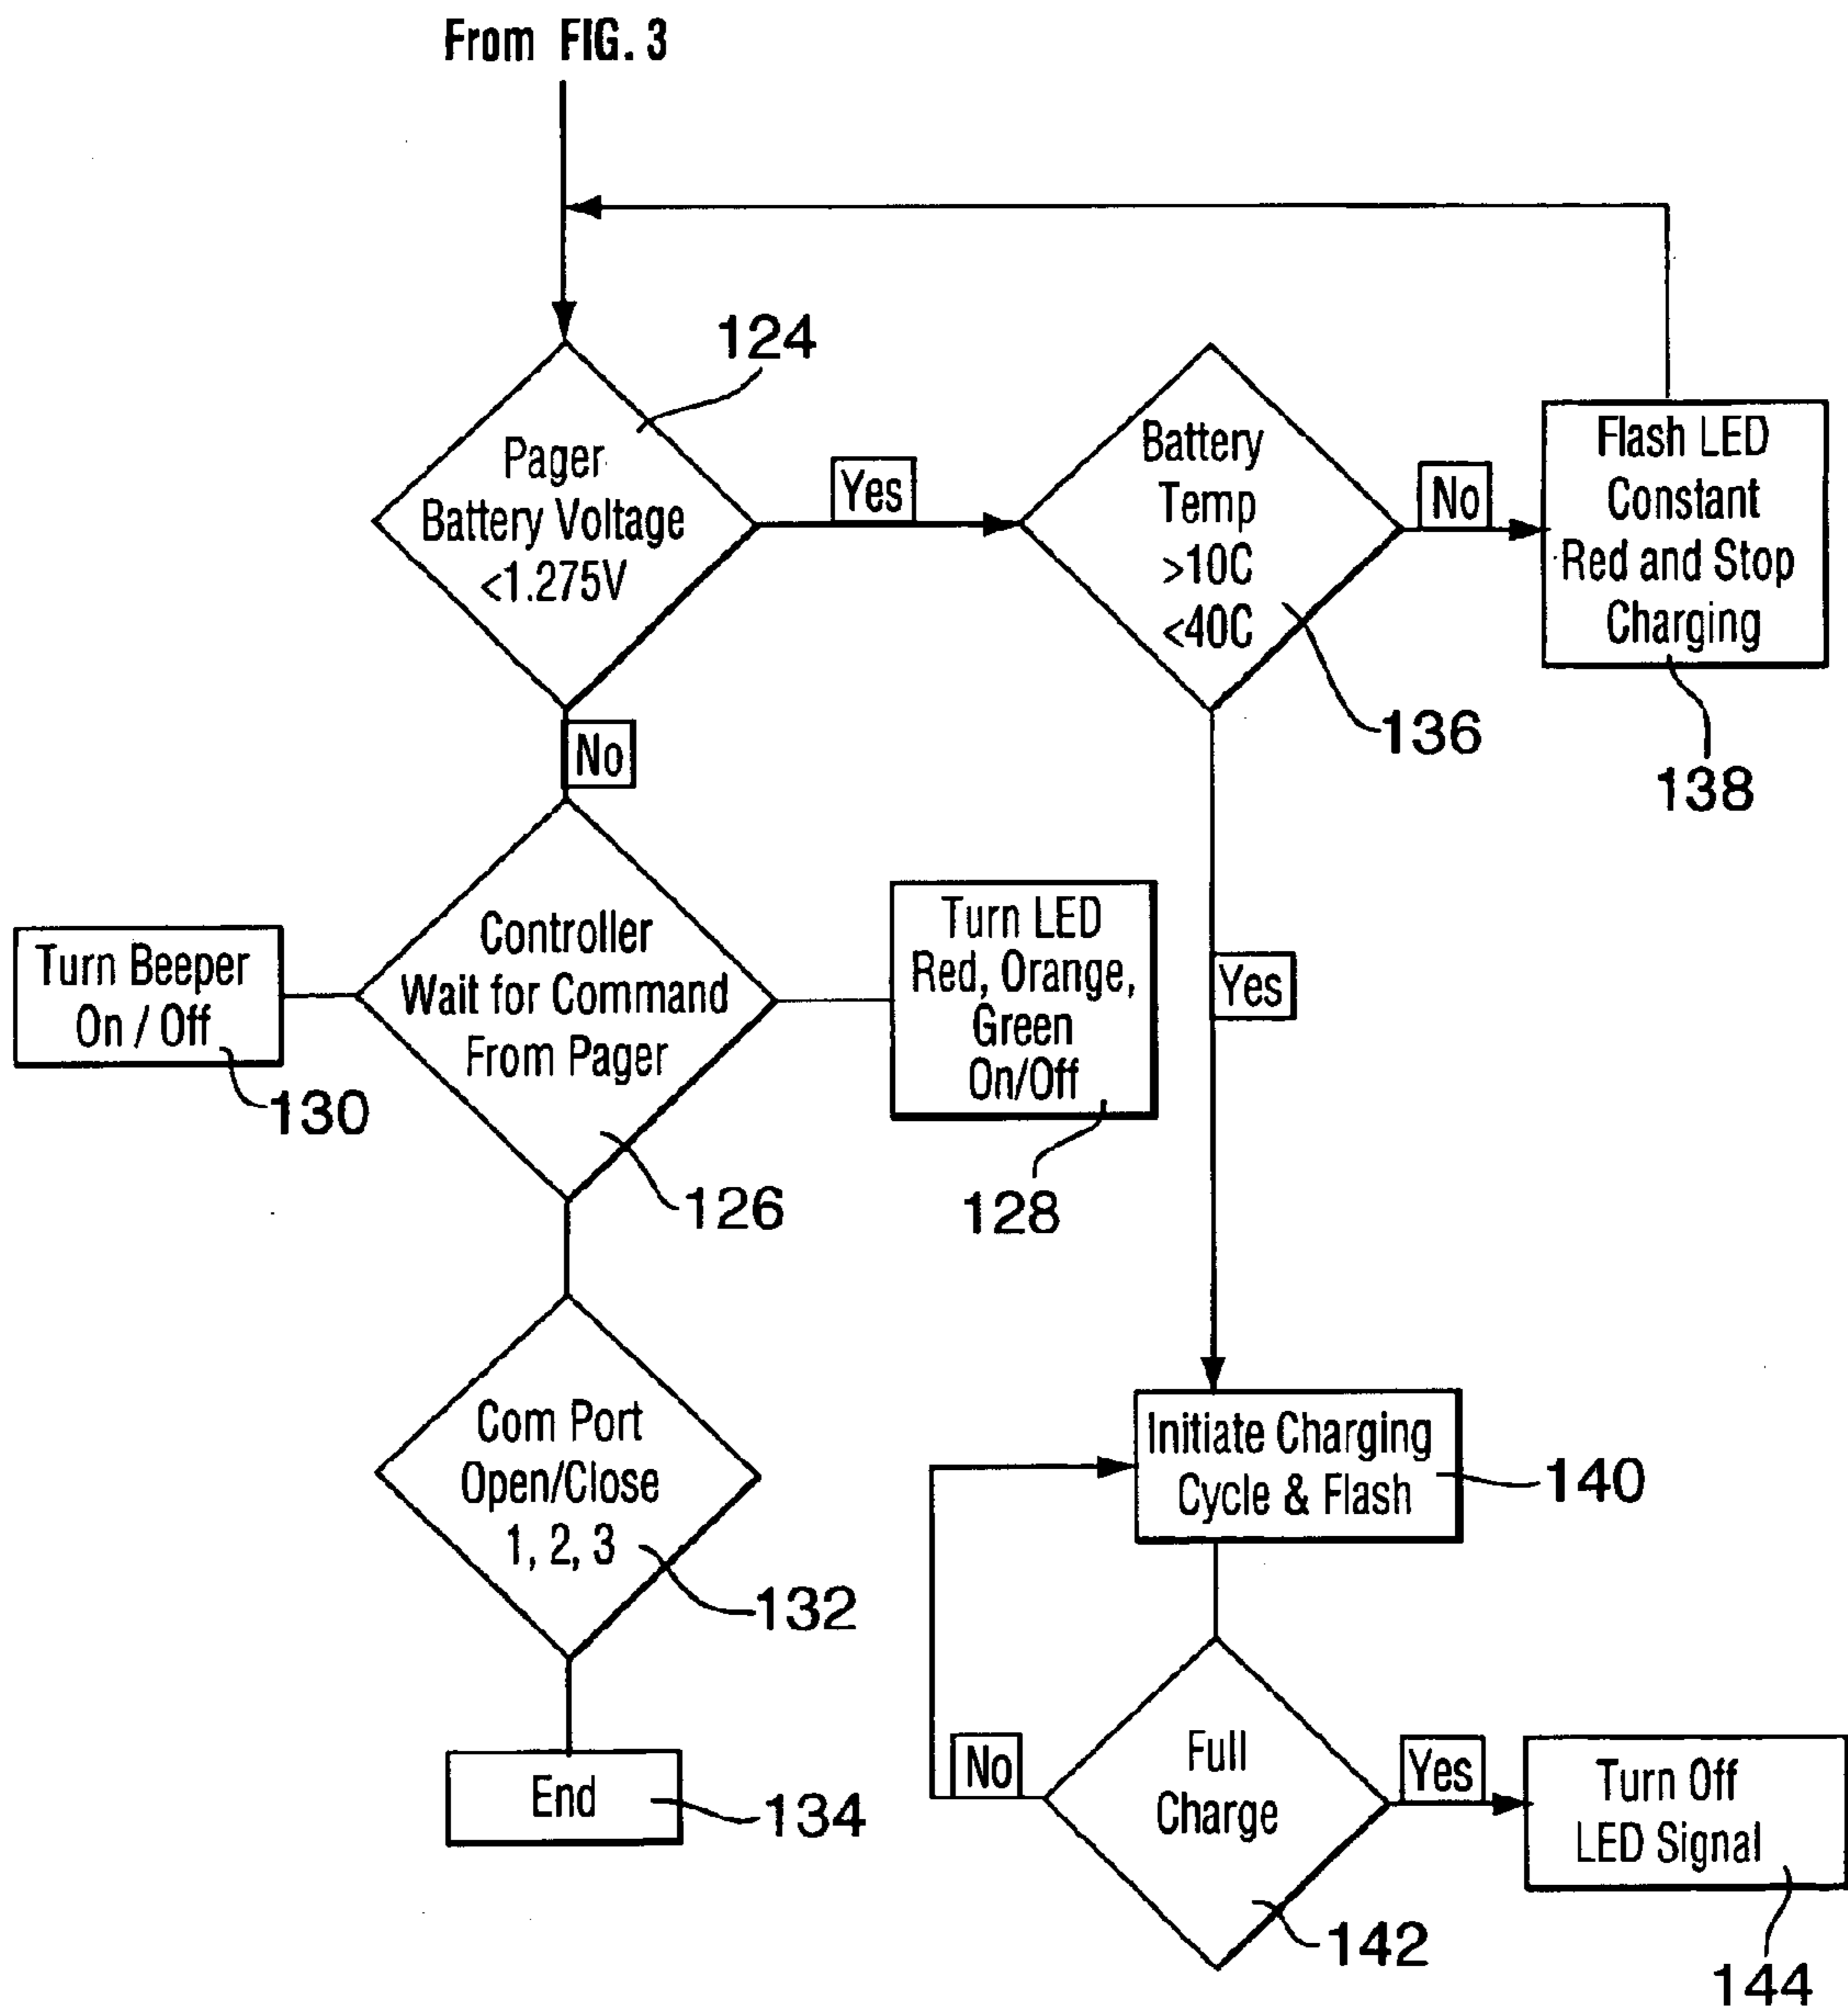 From FIG. 3
124
Pager
Battery Voltage
<1.275V
Yes
Battery
Temp
>10C
<40C
136
No
Flash LED
Constant
Red and Stop
Charging
138
No
Turn Beeper
On / Off
130
Controller
Wait for Command
From Pager
126
Turn LED
Red, Orange,
Green
On/Off
128
Yes
Com Port
Open/Close
1, 2, 3
132
Initiate Charging
Cycle & Flash
140
End
134
No
Full
Charge
142
Yes
Turn Off
LED Signal
144